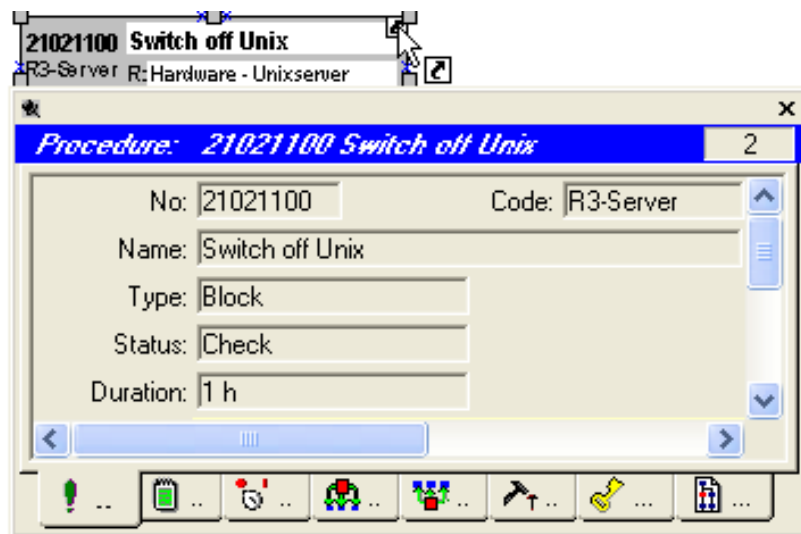 21021100 Switch off Unix
R3-Server R: Hardware - Unixserver
Procedure: 21021100 Switch off Unix 2
No: 21021100 Code: R3-Server
Name: Switch off Unix
Type: Block
Status: Check
Duration: 1 h
.. .. .. .. .. .. ... ...